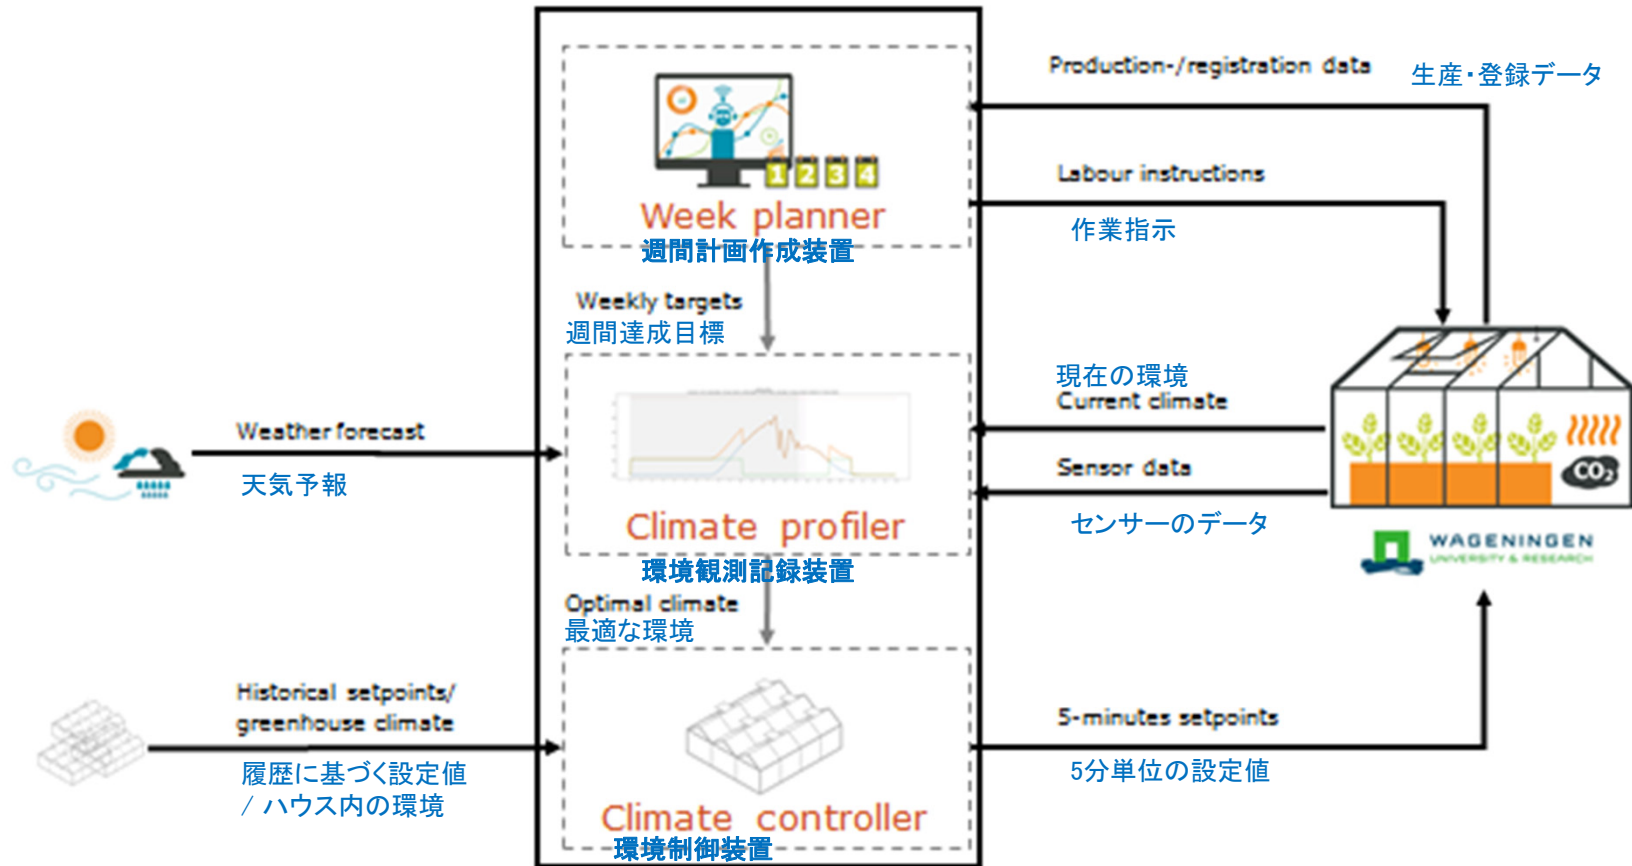 Production-/registration data
生産・登録データ
1 2 3 4
Week planner
週間計画作成装置
Labour instructions
作業指示
Weekly targets
週間達成目標
現在の環境
Current climate
Weather forecast
天気予報
Sensor data
センサーのデータ
CO2
Climate profiler
環境観測記録装置
WAGENINGEN
UNIVERSITY & RESEARCH
Optimal climate
最適な環境
Historical setpoints/
greenhouse climate
履歴に基づく設定値
/ ハウス内の環境
5-minutes setpoints
5分単位の設定値
Climate controller
環境制御装置